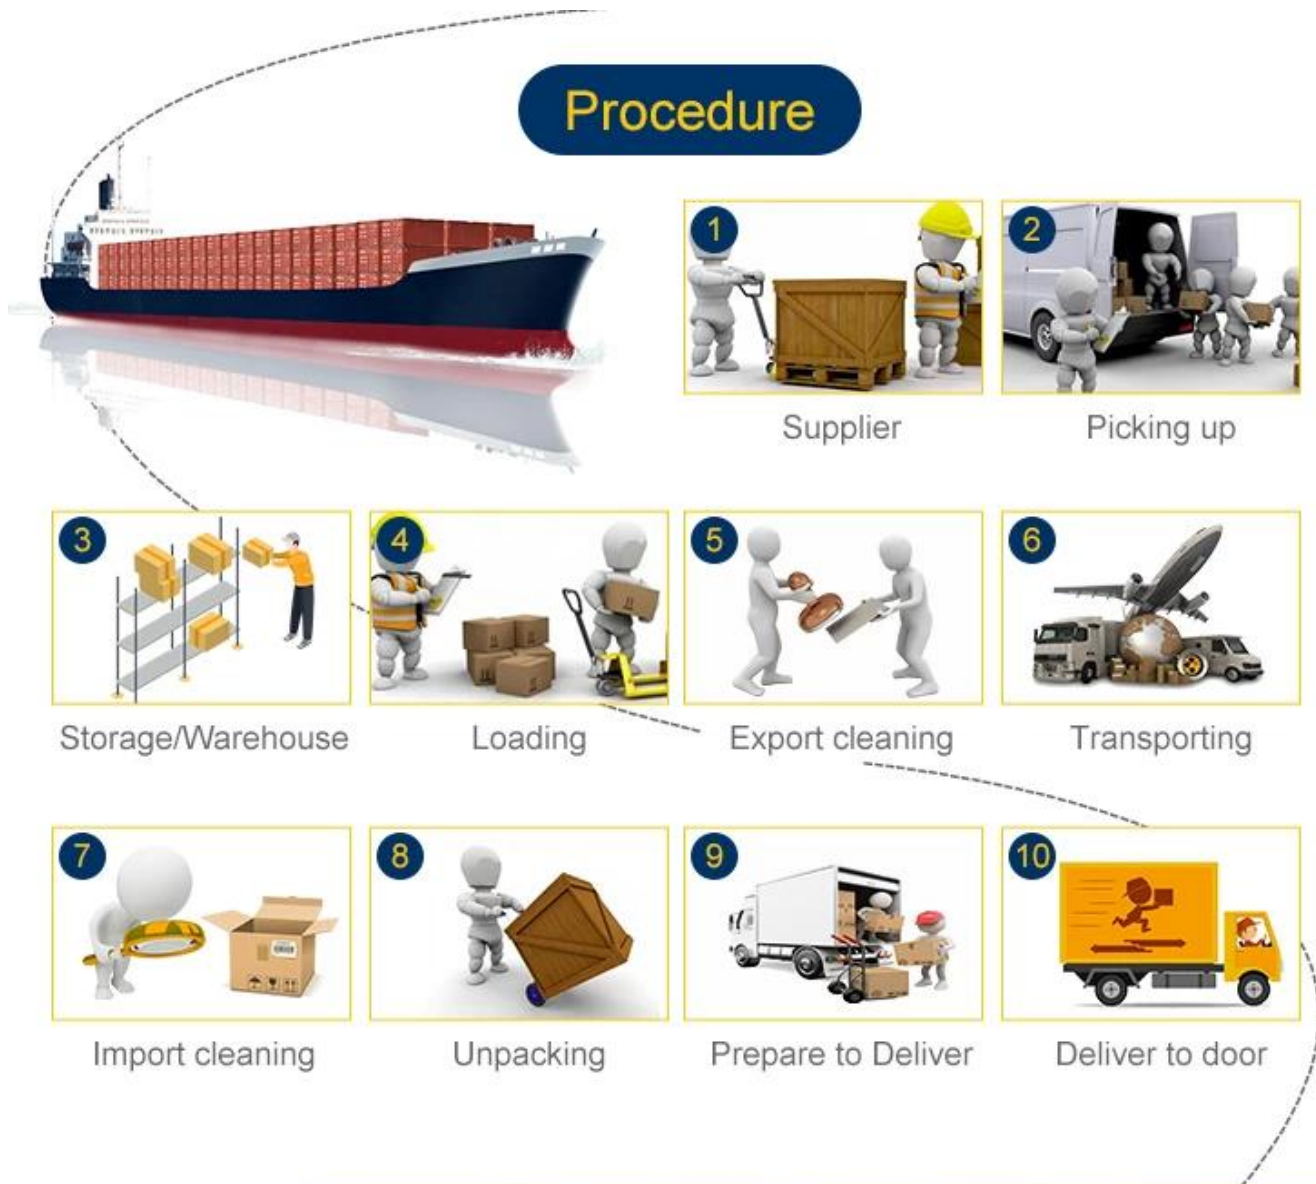 Procedure
1
2
Supplier
Picking up
3
4
5
6
Storage/Warehouse
Loading
Export cleaning
Transporting
7
8
9
10
Import cleaning
Unpacking
Prepare to Deliver
Deliver to door